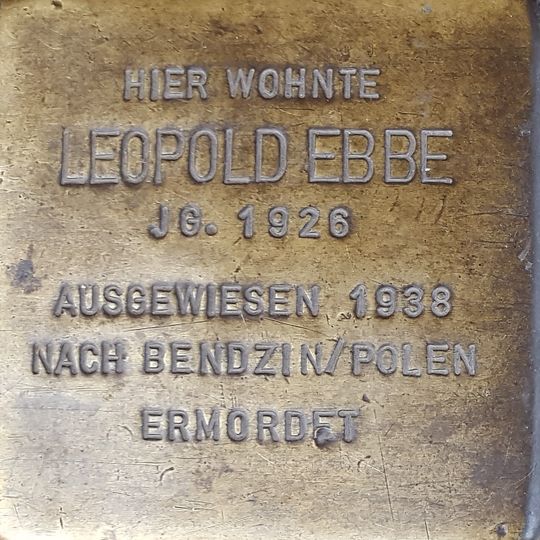 HIER WOHNTE
LEOPOLD EBBE
JG. 1926
AUSGEWIESEN 1938
NACH BENDZIN/POLEN
ERMORDET